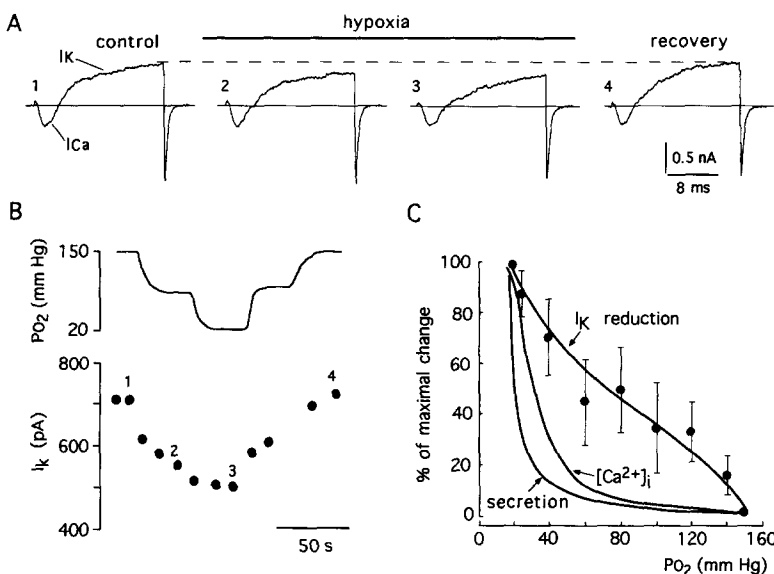 A
control
hypoxia
recovery
IK
1
2
3
4
ICa
0.5 nA
8 ms
B
150
PO2 (mm Hg)
20
800
Ik (pA)
600
400
1
2
3
4
50 s
C
100
80
60
40
20
0
% of maximal change
IK reduction
[Ca2+]i
secretion
0
40
80
120
160
PO2 (mm Hg)